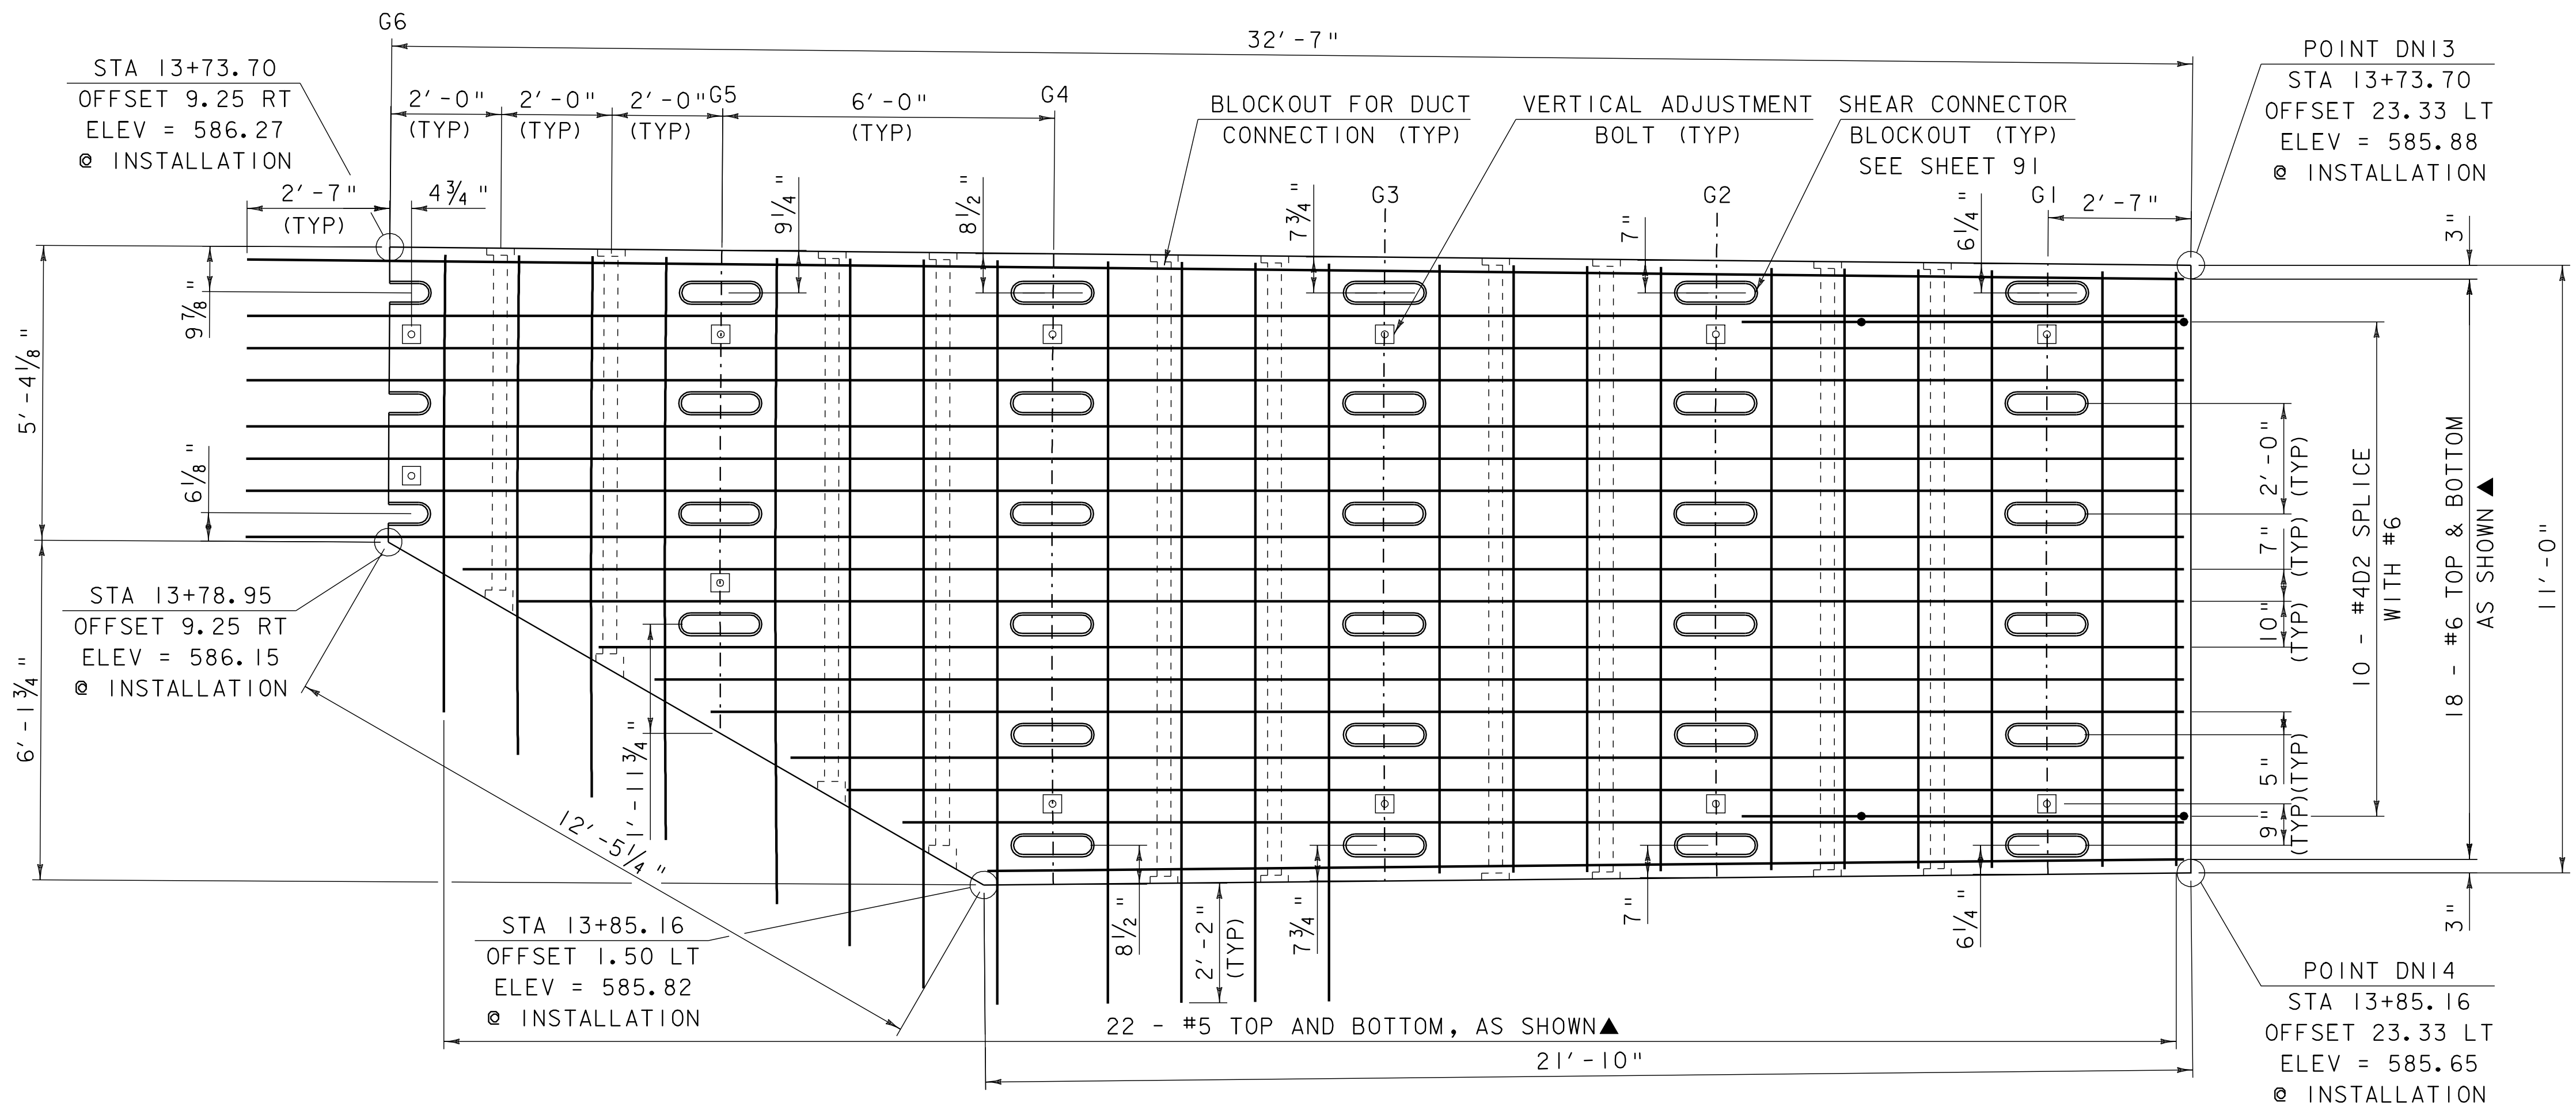 G6
32'-7"
STA 13+73.70
OFFSET 9.25 RT
ELEV = 586.27
@ INSTALLATION
POINT DN13
STA 13+73.70
OFFSET 23.33 LT
ELEV = 585.88
@ INSTALLATION
2'-0"
(TYP)
2'-0"
(TYP)
2'-0"
(TYP)
G5
6'-0"
(TYP)
G4
BLOCKOUT FOR DUCT
CONNECTION (TYP)
VERTICAL ADJUSTMENT
BOLT (TYP)
SHEAR CONNECTOR
BLOCKOUT (TYP)
SEE SHEET 91
2'-7"
(TYP)
4 3/4"
9 1/4"
8 1/2"
7 3/4"
G3
7"
G2
6 1/4"
G1
2'-7"
3"
9 7/8"
5'-4 1/8"
6 1/8"
6'-1 3/4"
STA 13+78.95
OFFSET 9.25 RT
ELEV = 586.15
@ INSTALLATION
1'-11 3/4"
12'-5 1/4"
2'-0"
(TYP)
7"
(TYP)
10"
(TYP)
5"
(TYP)
9"
(TYP)
10 - #4D2 SPLICE
WITH #6
18 - #6 TOP & BOTTOM
AS SHOWN ▲
11'-0"
3"
STA 13+85.16
OFFSET 1.50 LT
ELEV = 585.82
@ INSTALLATION
8 1/2"
2'-2"
(TYP)
7 3/4"
7"
6 1/4"
POINT DN14
STA 13+85.16
OFFSET 23.33 LT
ELEV = 585.65
@ INSTALLATION
22 - #5 TOP AND BOTTOM, AS SHOWN▲
21'-10"